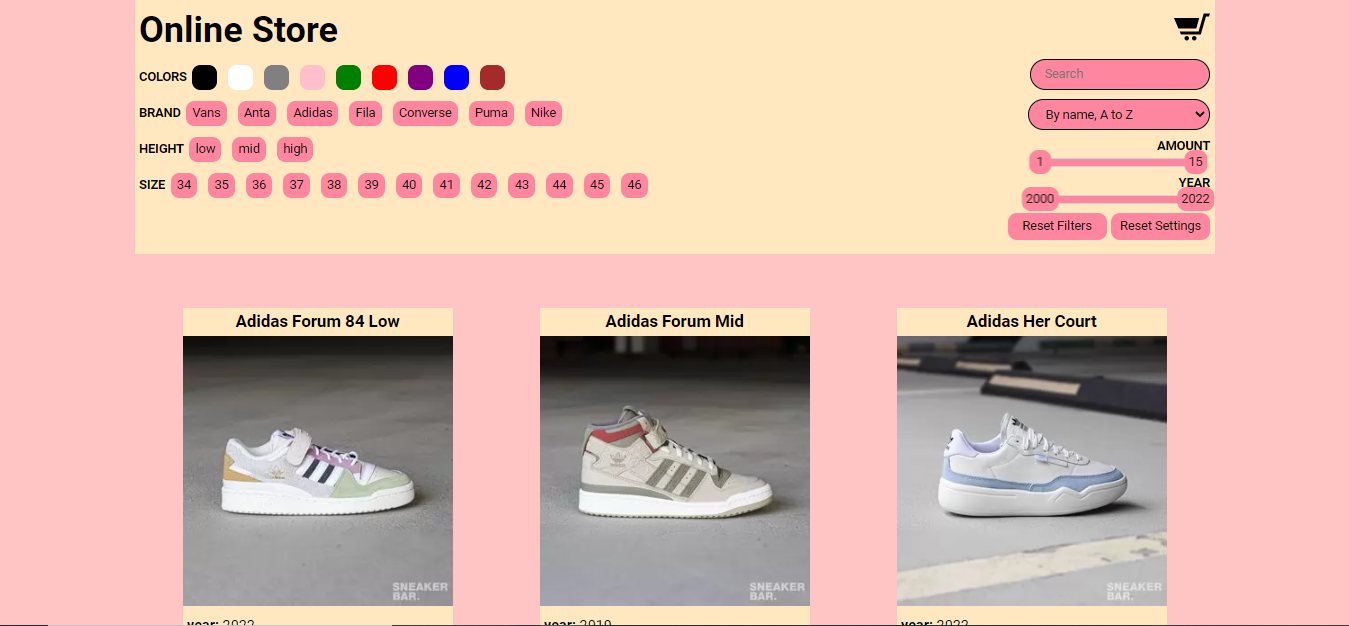 Online Store
COLORS
BRAND Vans Anta Adidas Fila Converse Puma Nike
HEIGHT low mid high
SIZE 34 35 36 37 38 39 40 41 42 43 44 45 46
Search
By name, A to Z
AMOUNT
1 15
YEAR
2000 2022
Reset Filters Reset Settings
Adidas Forum 84 Low
SNEAKER
BAR.
year: 2022
Adidas Forum Mid
SNEAKER
BAR.
year: 2019
Adidas Her Court
SNEAKER
BAR.
year: 2022